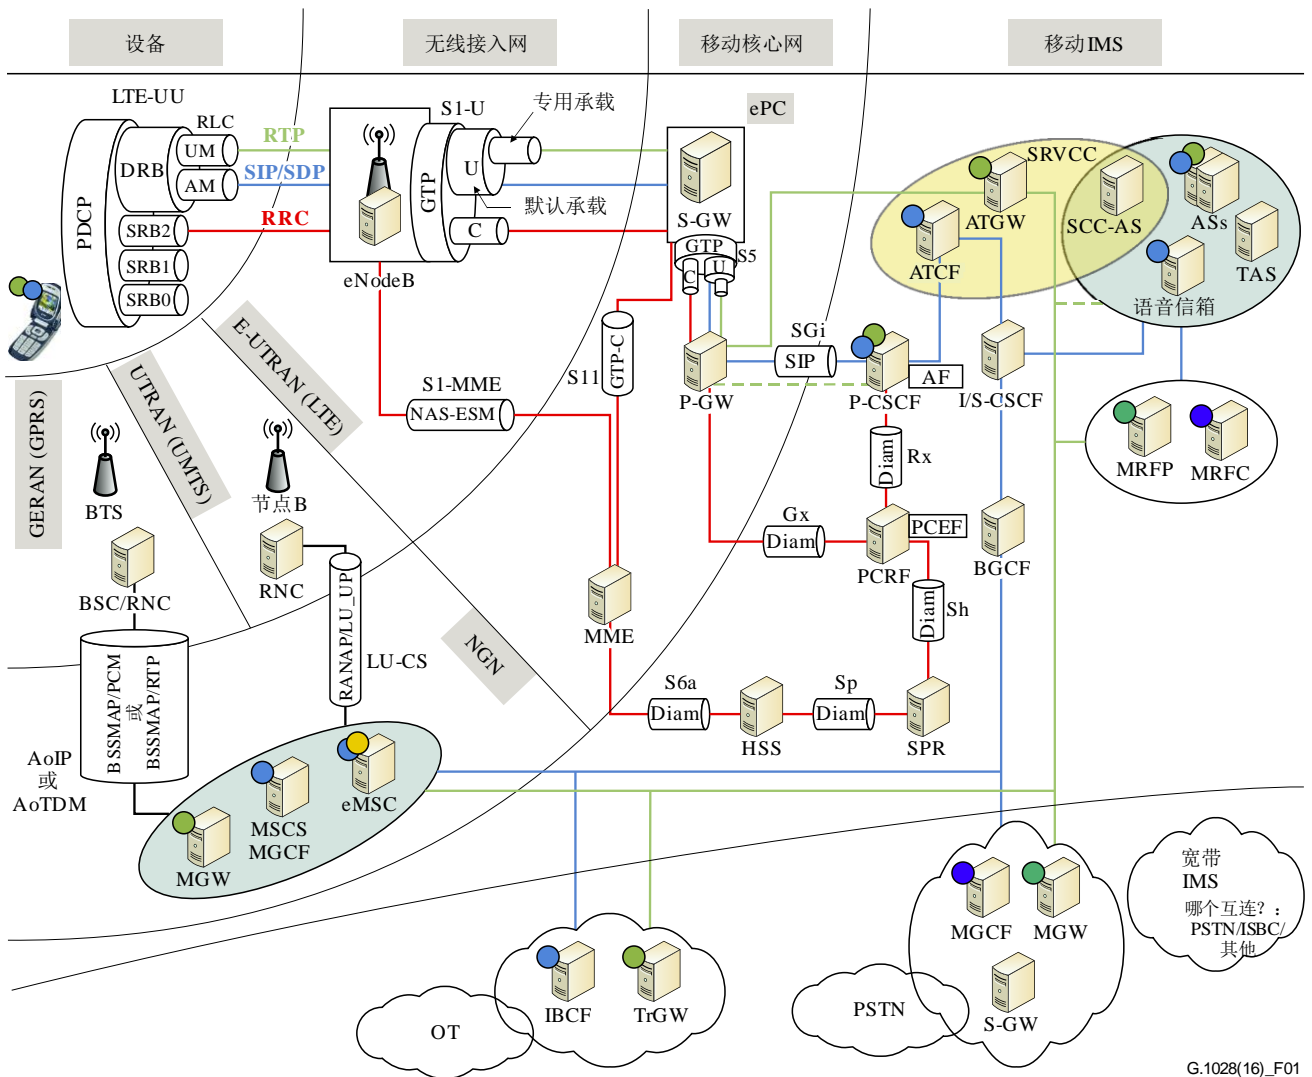 设备
无线接入网
移动核心网
移动IMS
LTE-UU
RLC
UM
AM
DRB
PDCP
SRB2
SRB1
SRB0
RTP
SIP/SDP
RRC
S1-U
专用承载
GTP
U
C
默认承载
eNodeB
ePC
S-GW
GTP
S5
C
U
SRVCC
ATGW
ATCF
SCC-AS
ASs
TAS
语音信箱
E-UTRAN (LTE)
UTRAN (UMTS)
GERAN (GPRS)
NGN
S1-MME
NAS-ESM
S11
GTP-C
P-GW
SGi
SIP
P-CSCF
AF
I/S-CSCF
MRFP
MRFC
BTS
节点B
BSC/RNC
RNC
Diam
Rx
Gx
Diam
PCEF
PCRF
BGCF
Diam
Sh
MME
RANAP/LU_UP
LU-CS
BSSMAP/PCM
或
BSSMAP/RTP
AoIP
或
AoTDM
S6a
Diam
HSS
Sp
Diam
SPR
eMSC
MSCS
MGCF
MGW
MGCF
MGW
S-GW
PSTN
宽带
IMS
哪个互连？：
PSTN/ISBC/
其他
IBCF
TrGW
OT
G.1028(16)_F01